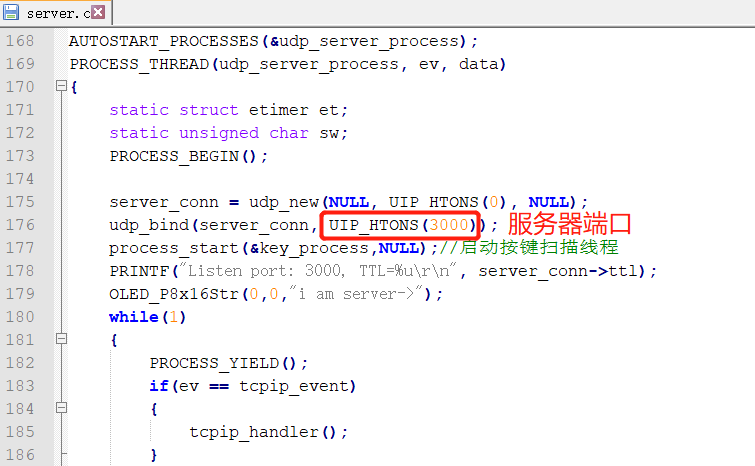 server.c
168 AUTOSTART_PROCESSES(&udp_server_process);
169 PROCESS_THREAD(udp_server_process, ev, data)
170 {
171 static struct etimer et;
172 static unsigned char sw;
173 PROCESS_BEGIN();
174
175 server_conn = udp_new(NULL, UIP_HTONS(0), NULL);
176 udp_bind(server_conn, UIP_HTONS(3000)); 服务器端口
177 process_start(&key_process,NULL);//启动按键扫描线程
178 PRINTF("Listen port: 3000, TTL=%u\r\n", server_conn->ttl);
179 OLED_P8x16Str(0,0,"i am server->");
180 while(1)
181 {
182 PROCESS_YIELD();
183 if(ev == tcpip_event)
184 {
185 tcpip_handler();
186 }